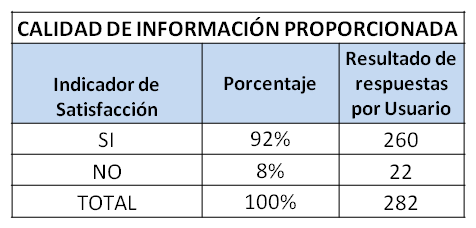 CALIDAD DE INFORMACIÓN PROPORCIONADA
Indicador de Satisfacción Porcentaje Resultado de respuestas por Usuario
SI 92% 260
NO 8% 22
TOTAL 100% 282